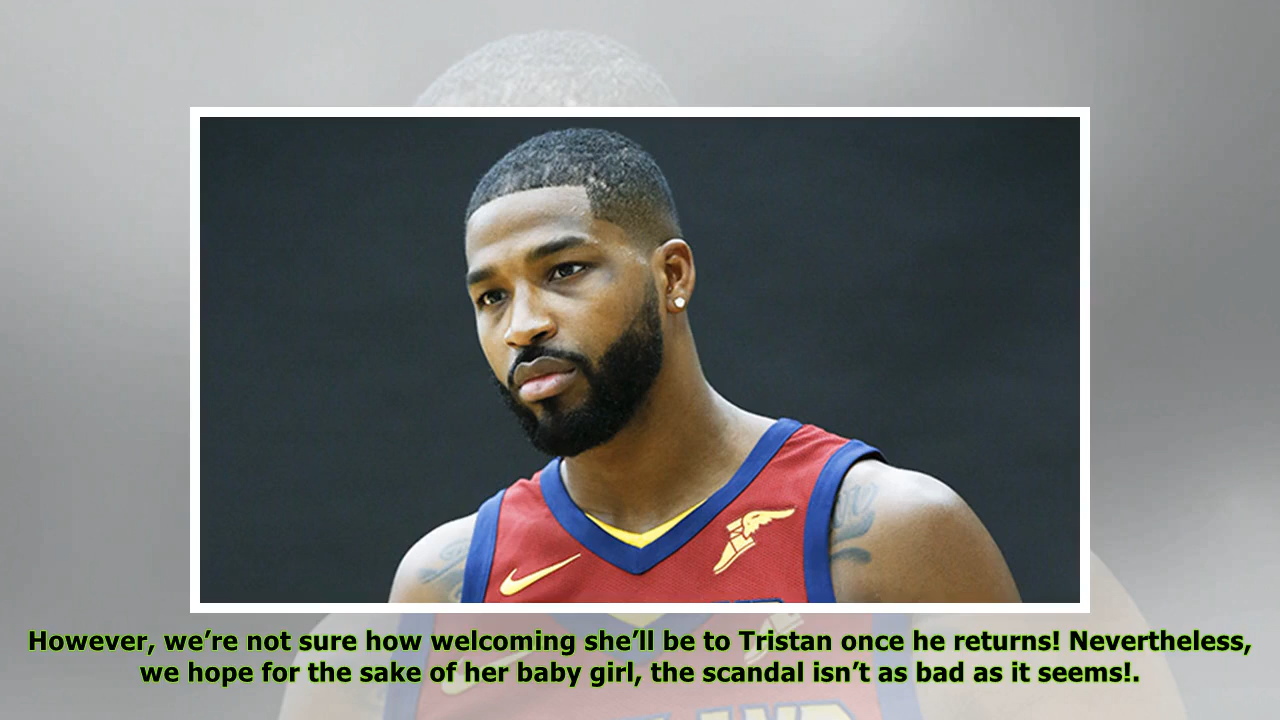 However, we’re not sure how welcoming she’ll be to Tristan once he returns! Nevertheless,
we hope for the sake of her baby girl, the scandal isn’t as bad as it seems!.